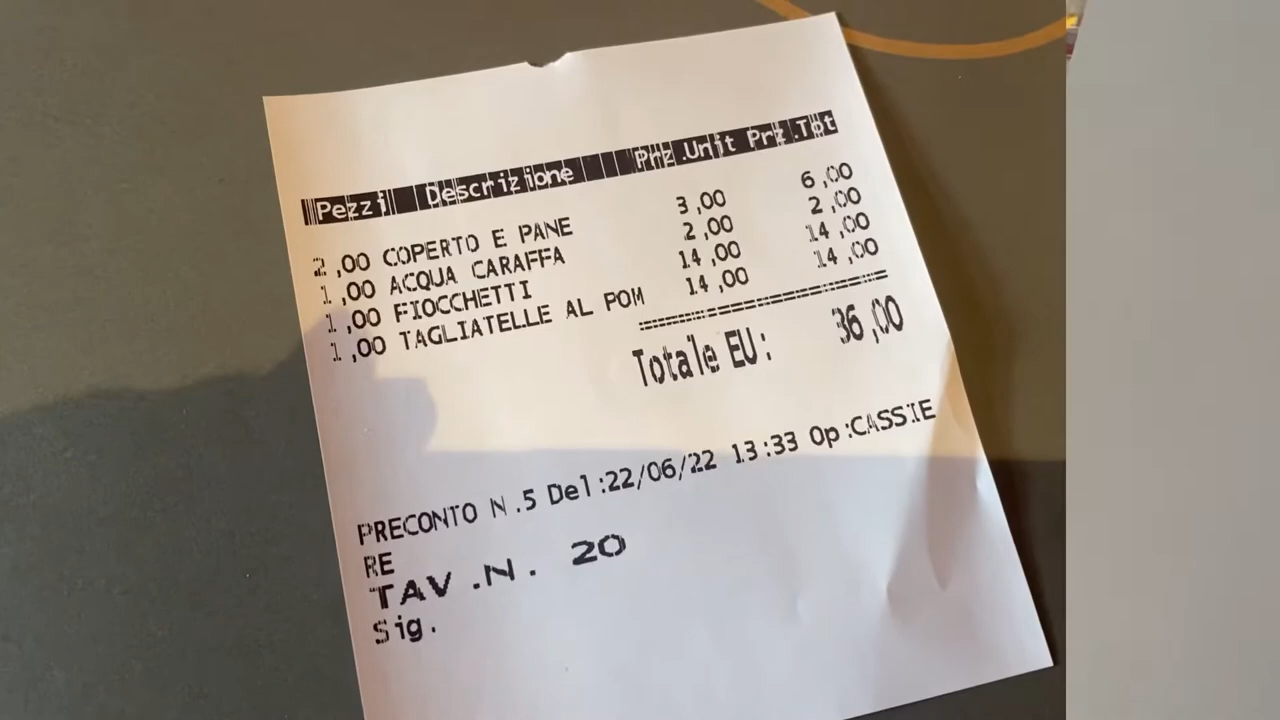 Pezzi Descrizione Prz.Unit Prz.Tot
2,00 COPERTO E PANE 3,00 6,00
1,00 ACQUA CARAFFA 2,00 2,00
1,00 FIOCCHETTI 14,00 14,00
1,00 TAGLIATELLE AL POM 14,00 14,00
Totale EU: 36,00
PRECONTO N.5 Del:22/06/22 13:33 Op:CASSIE
RE
TAV.N. 20
Sig.